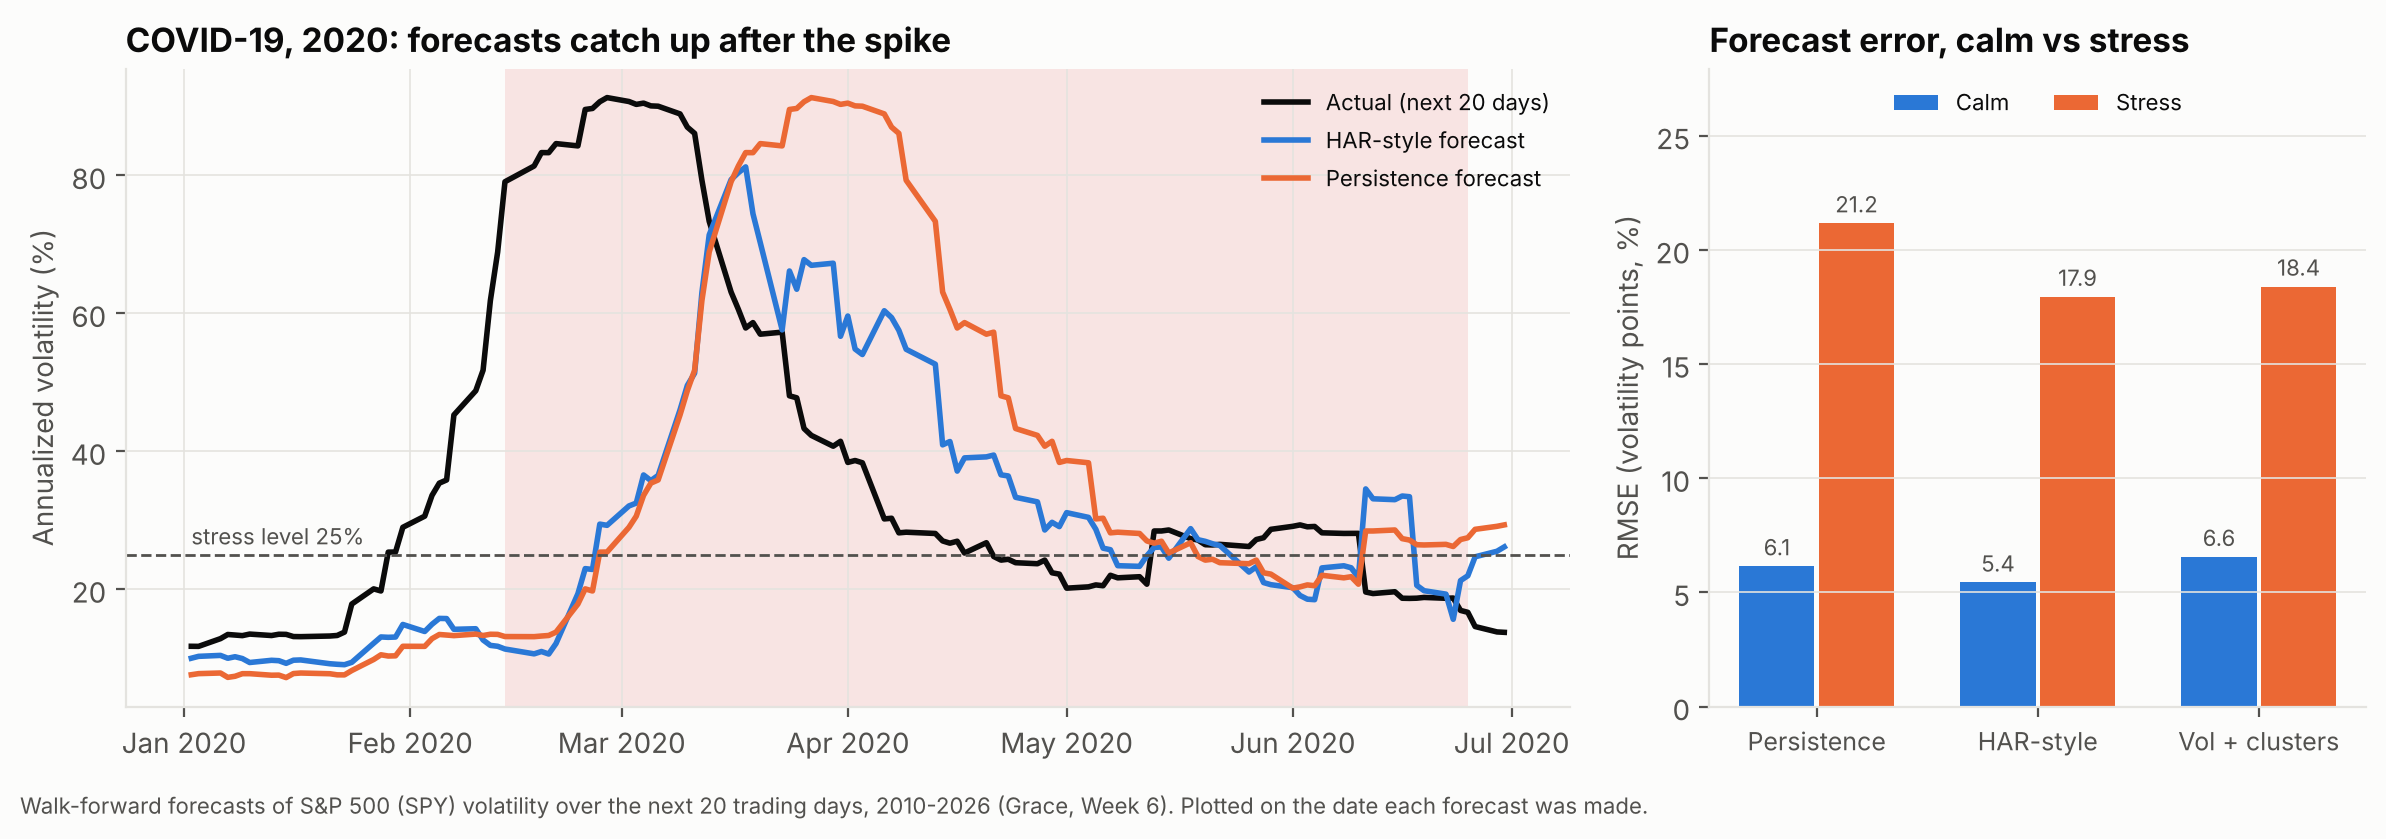 COVID-19, 2020: forecasts catch up after the spike
Annualized volatility (%)
80
60
40
20
stress level 25%
Actual (next 20 days)
HAR-style forecast
Persistence forecast
Jan 2020
Feb 2020
Mar 2020
Apr 2020
May 2020
Jun 2020
Jul 2020
Forecast error, calm vs stress
Calm
Stress
RMSE (volatility points, %)
25
20
15
10
5
0
6.1
21.2
5.4
17.9
6.6
18.4
Persistence
HAR-style
Vol + clusters
Walk-forward forecasts of S&P 500 (SPY) volatility over the next 20 trading days, 2010-2026 (Grace, Week 6). Plotted on the date each forecast was made.